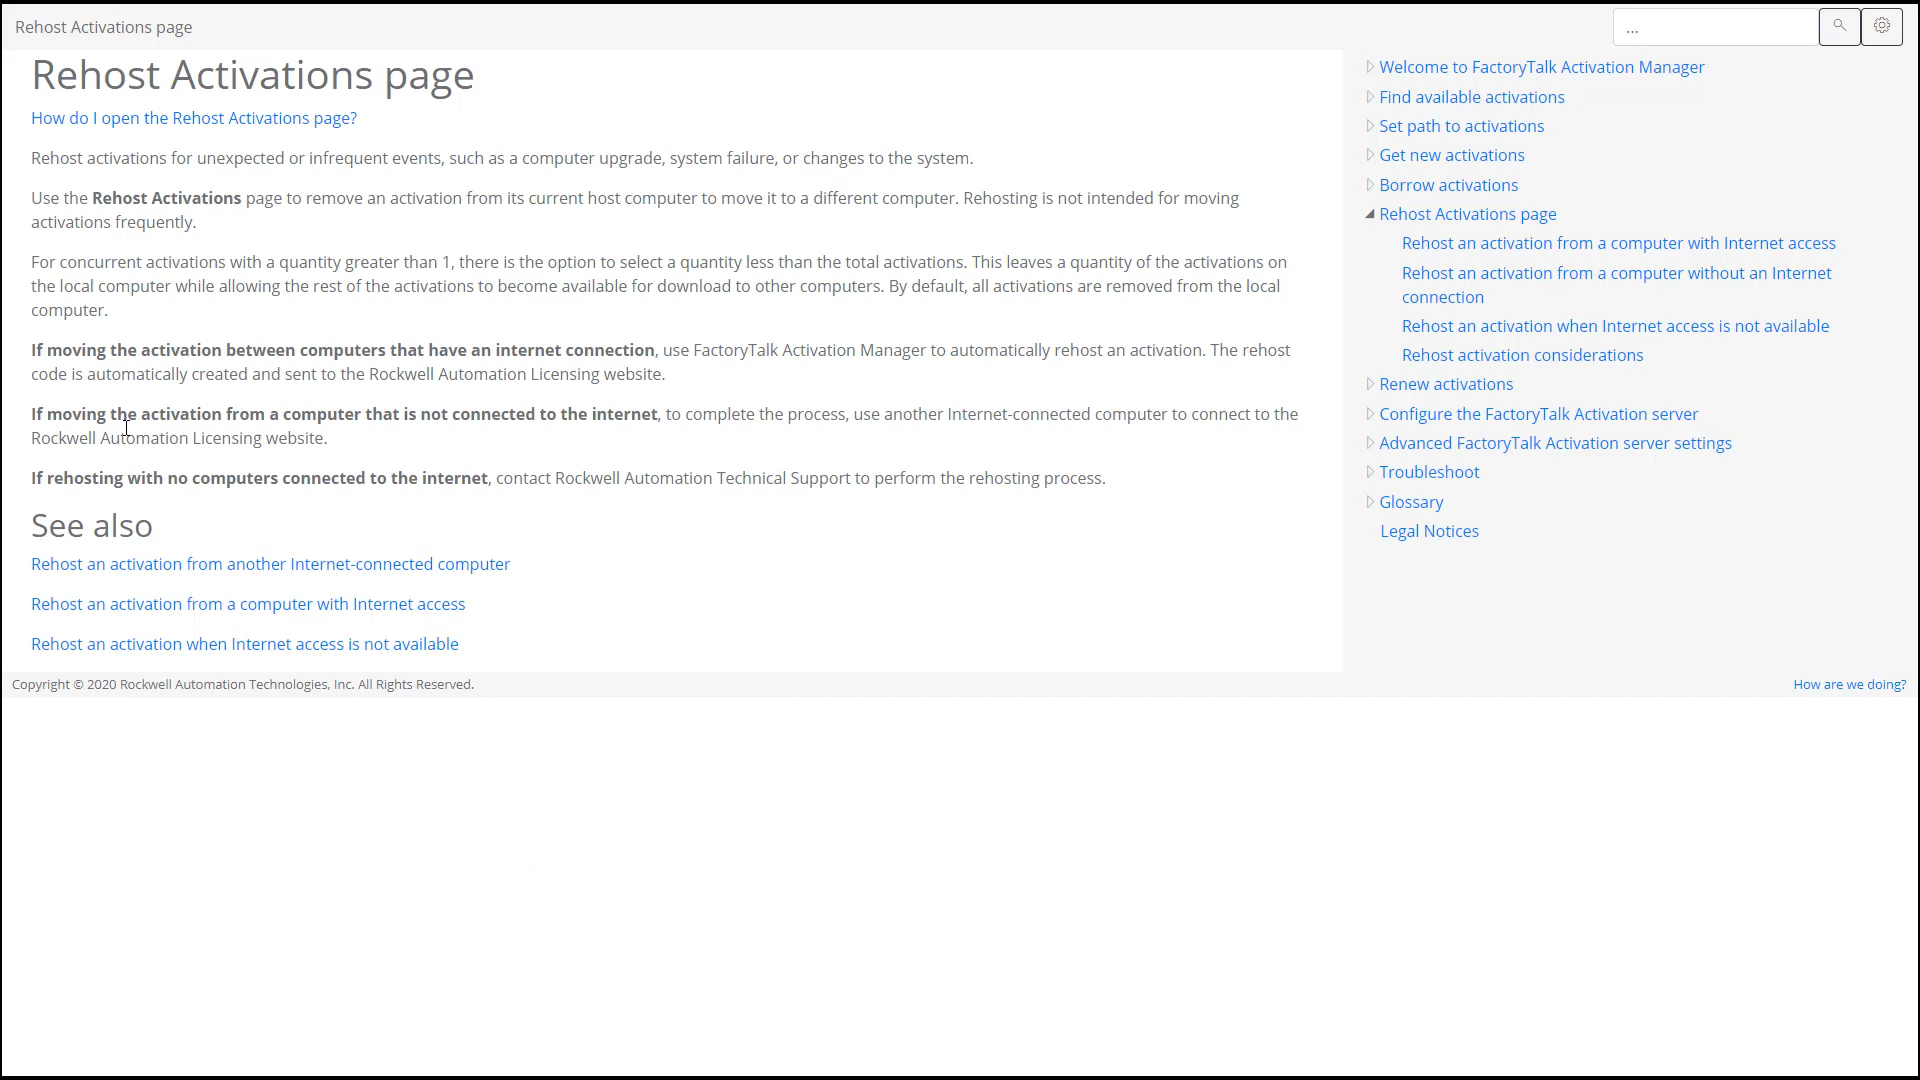 Rehost Activations page
...
Rehost Activations page
How do I open the Rehost Activations page?
Rehost activations for unexpected or infrequent events, such as a computer upgrade, system failure, or changes to the system.
Use the Rehost Activations page to remove an activation from its current host computer to move it to a different computer. Rehosting is not intended for moving
activations frequently.
For concurrent activations with a quantity greater than 1, there is the option to select a quantity less than the total activations. This leaves a quantity of the activations on
the local computer while allowing the rest of the activations to become available for download to other computers. By default, all activations are removed from the local
computer.
If moving the activation between computers that have an internet connection, use FactoryTalk Activation Manager to automatically rehost an activation. The rehost
code is automatically created and sent to the Rockwell Automation Licensing website.
If moving the activation from a computer that is not connected to the internet, to complete the process, use another Internet-connected computer to connect to the
Rockwell Automation Licensing website.
If rehosting with no computers connected to the internet, contact Rockwell Automation Technical Support to perform the rehosting process.
See also
Rehost an activation from another Internet-connected computer
Rehost an activation from a computer with Internet access
Rehost an activation when Internet access is not available
Welcome to FactoryTalk Activation Manager
Find available activations
Set path to activations
Get new activations
Borrow activations
Rehost Activations page
Rehost an activation from a computer with Internet access
Rehost an activation from a computer without an Internet
connection
Rehost an activation when Internet access is not available
Rehost activation considerations
Renew activations
Configure the FactoryTalk Activation server
Advanced FactoryTalk Activation server settings
Troubleshoot
Glossary
Legal Notices
Copyright © 2020 Rockwell Automation Technologies, Inc. All Rights Reserved.
How are we doing?